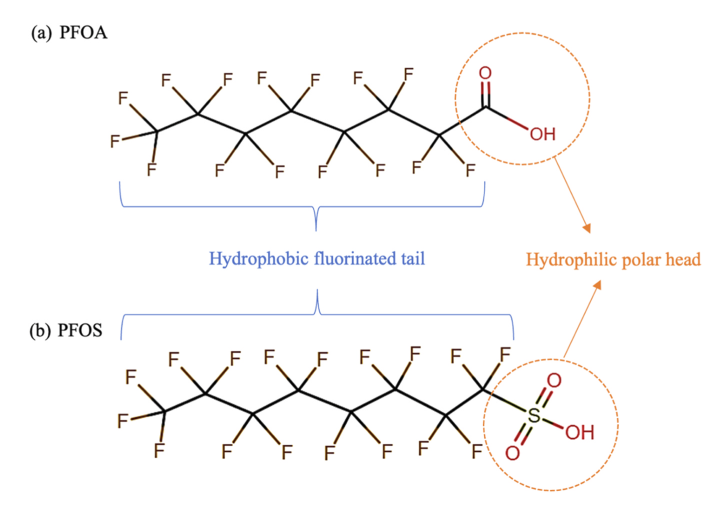 (a) PFOA
F F F F F F O
F
F OH
F F F F F F F
Hydrophobic fluorinated tail Hydrophilic polar head
(b) PFOS
F F F F F F F F
F O
F S OH
F F F F F F F O